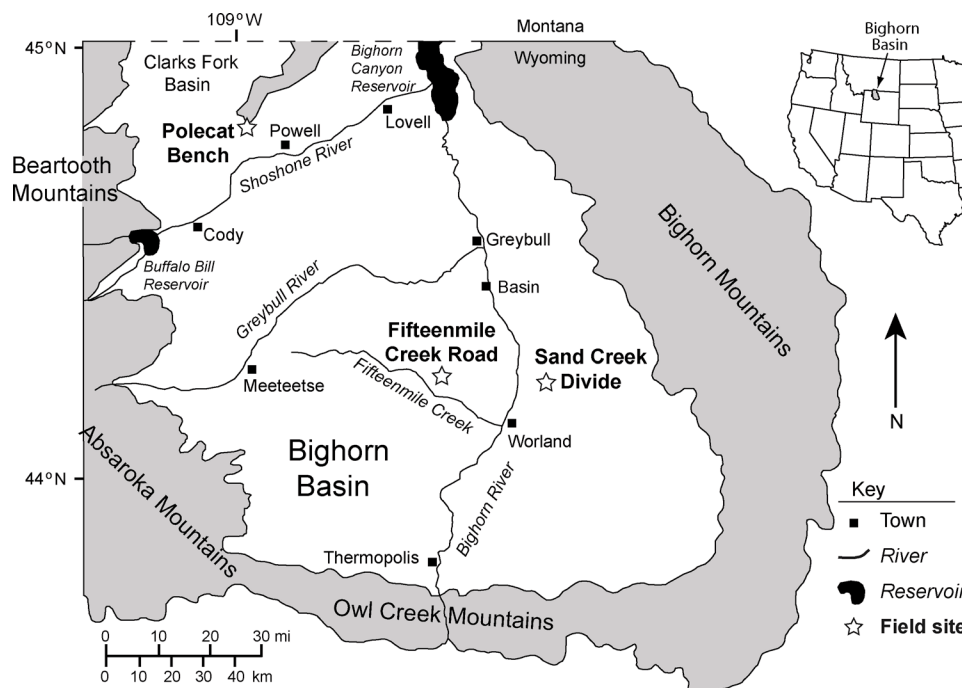 109°W
Montana
Wyoming
45°N
Clarks Fork
Basin
Bighorn
Canyon
Reservoir
Bighorn
Basin
Polecat
Bench
Powell
Lovell
Shoshone River
Beartooth
Mountains
Cody
Buffalo Bill
Reservoir
Greybull
Bighorn Mountains
Greybull River
Basin
Fifteenmile
Creek Road
Sand Creek
Divide
Meeteetse
Fifteenmile Creek
N
Worland
Absaroka Mountains
Bighorn
Basin
44°N
Bighorn River
Key
Town
River
Reservoir
Field site
Thermopolis
Owl Creek Mountains
0 10 20 30 mi
0 10 20 30 40 km